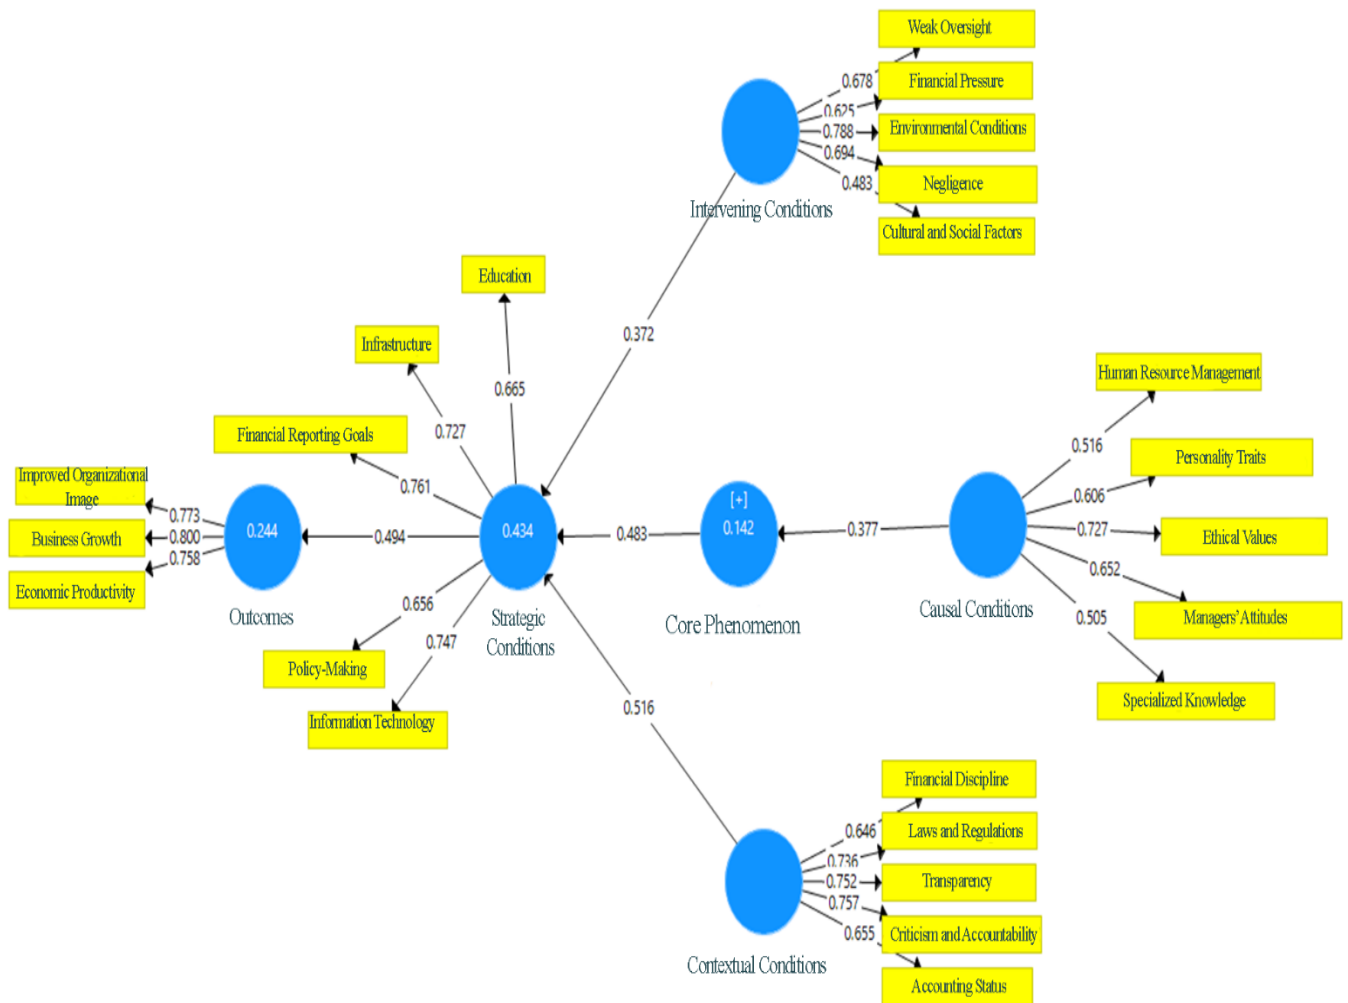 Weak Oversight
0.678
Financial Pressure
0.625
Environmental Conditions
0.788
0.694
Negligence
0.483
Intervening Conditions
Cultural and Social Factors
Education
Infrastructure
0.372
0.665
Human Resource Management
Financial Reporting Goals
0.727
0.516
Personality Traits
Improved Organizational
Image
0.761
0.606
[+]
0.773
Business Growth
0.800
0.244
0.494
0.434
0.483
0.142
0.377
0.727
Ethical Values
0.758
0.652
Economic Productivity
Outcomes
0.656
Strategic
Conditions
Core Phenomenon
Causal Conditions
0.505
Managers' Attitudes
0.747
Policy-Making
Specialized Knowledge
Information Technology
0.516
Financial Discipline
0.646
Laws and Regulations
0.736
0.752
Transparency
0.757
0.655
Criticism and Accountability
Contextual Conditions
Accounting Status